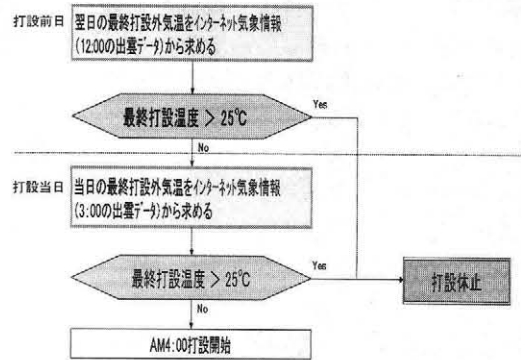 打設前日
翌日の最終打設外気温をインターネット気象情報
(12:00の出雲データ)から求める
最終打設温度 > 25℃
Yes
No
打設当日
当日の最終打設外気温をインターネット気象情報
(3:00の出雲データ)から求める
最終打設温度 > 25℃
Yes
打設休止
No
AM4:00打設開始